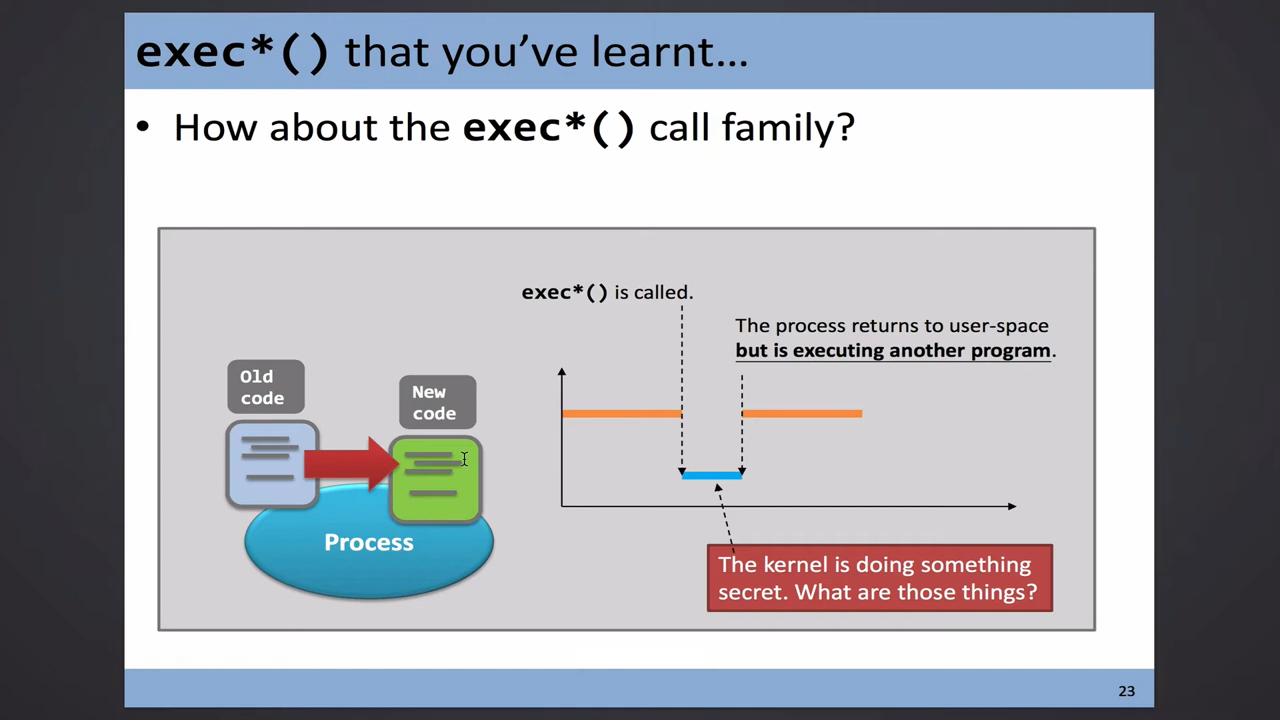 exec*() that you’ve learnt…
• How about the exec*() call family?
exec*() is called.
The process returns to user-space
but is executing another program.
Old
code
New
code
Process
The kernel is doing something
secret. What are those things?
23